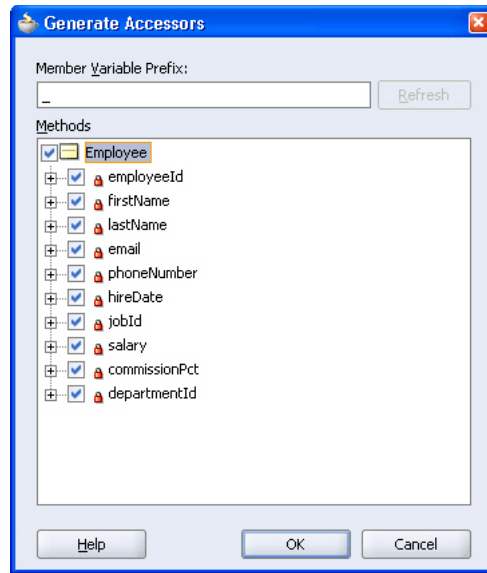 Generate Accessors
Member Variable Prefix:
_
Refresh
Methods
Employee
employeeId
firstName
lastName
email
phoneNumber
hireDate
jobId
salary
commissionPct
departmentId
Help OK Cancel